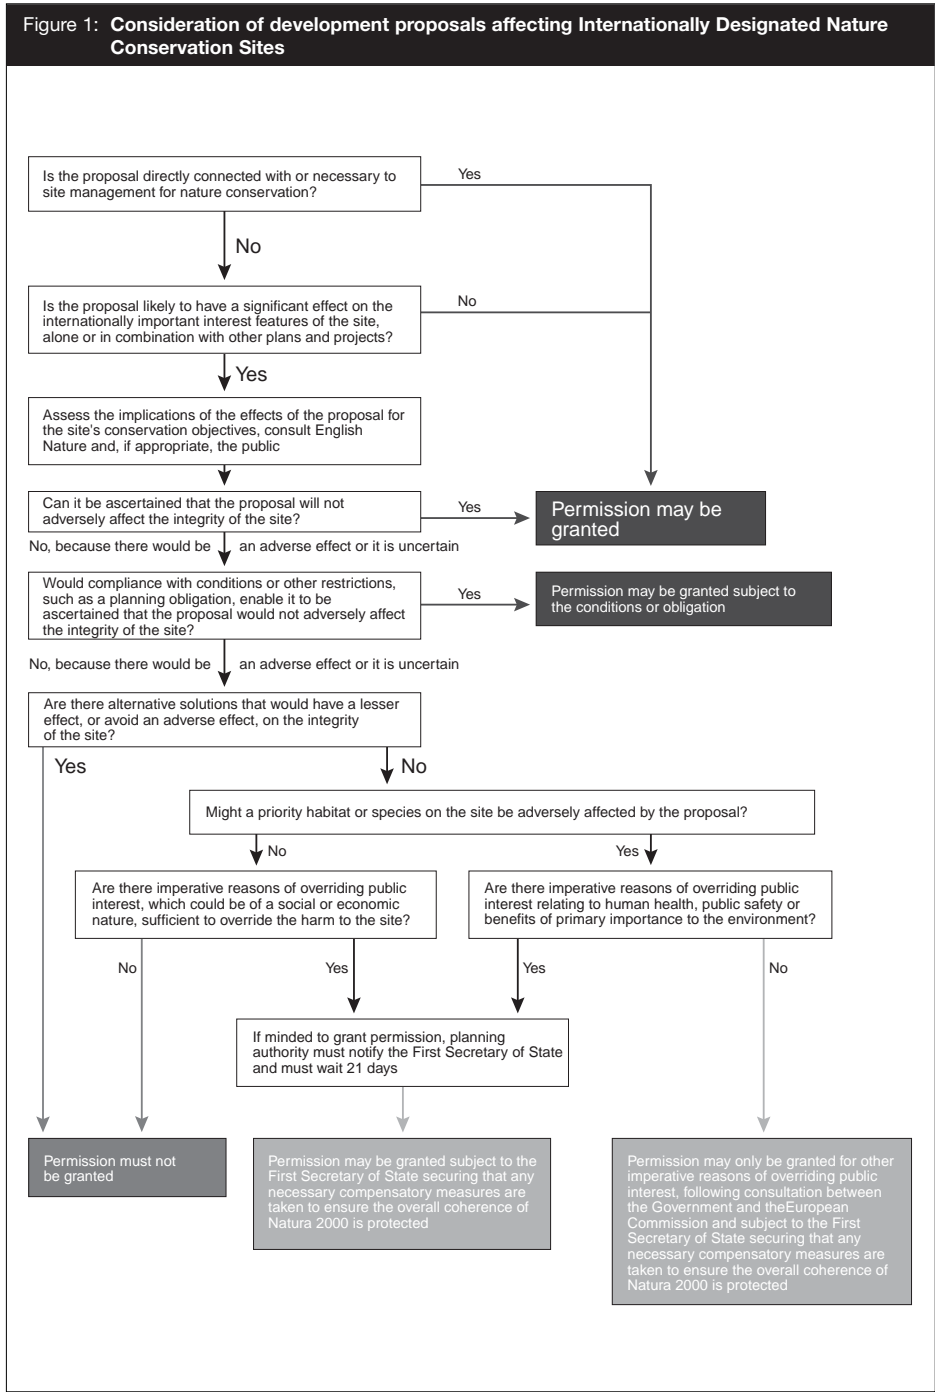 Figure 1: Consideration of development proposals affecting Internationally Designated Nature
Conservation Sites
Is the proposal directly connected with or necessary to
site management for nature conservation?
Yes
No
Is the proposal likely to have a significant effect on the
internationally important interest features of the site,
alone or in combination with other plans and projects?
No
Yes
Assess the implications of the effects of the proposal for
the site's conservation objectives, consult English
Nature and, if appropriate, the public
Can it be ascertained that the proposal will not
adversely affect the integrity of the site?
Yes
Permission may be
granted
No, because there would be an adverse effect or it is uncertain
Would compliance with conditions or other restrictions,
such as a planning obligation, enable it to be
ascertained that the proposal would not adversely affect
the integrity of the site?
Yes
Permission may be granted subject to
the conditions or obligation
No, because there would be an adverse effect or it is uncertain
Are there alternative solutions that would have a lesser
effect, or avoid an adverse effect, on the integrity
of the site?
Yes
No
Might a priority habitat or species on the site be adversely affected by the proposal?
No
Yes
Are there imperative reasons of overriding public
interest, which could be of a social or economic
nature, sufficient to override the harm to the site?
Are there imperative reasons of overriding public
interest relating to human health, public safety or
benefits of primary importance to the environment?
No
Yes
Yes
No
If minded to grant permission, planning
authority must notify the First Secretary of State
and must wait 21 days
Permission must not
be granted
Permission may be granted subject to the
First Secretary of State securing that any
necessary compensatory measures are
taken to ensure the overall coherence of
Natura 2000 is protected
Permission may only be granted for other
imperative reasons of overriding public
interest, following consultation between
the Government and theEuropean
Commission and subject to the First
Secretary of State securing that any
necessary compensatory measures are
taken to ensure the overall coherence of
Natura 2000 is protected